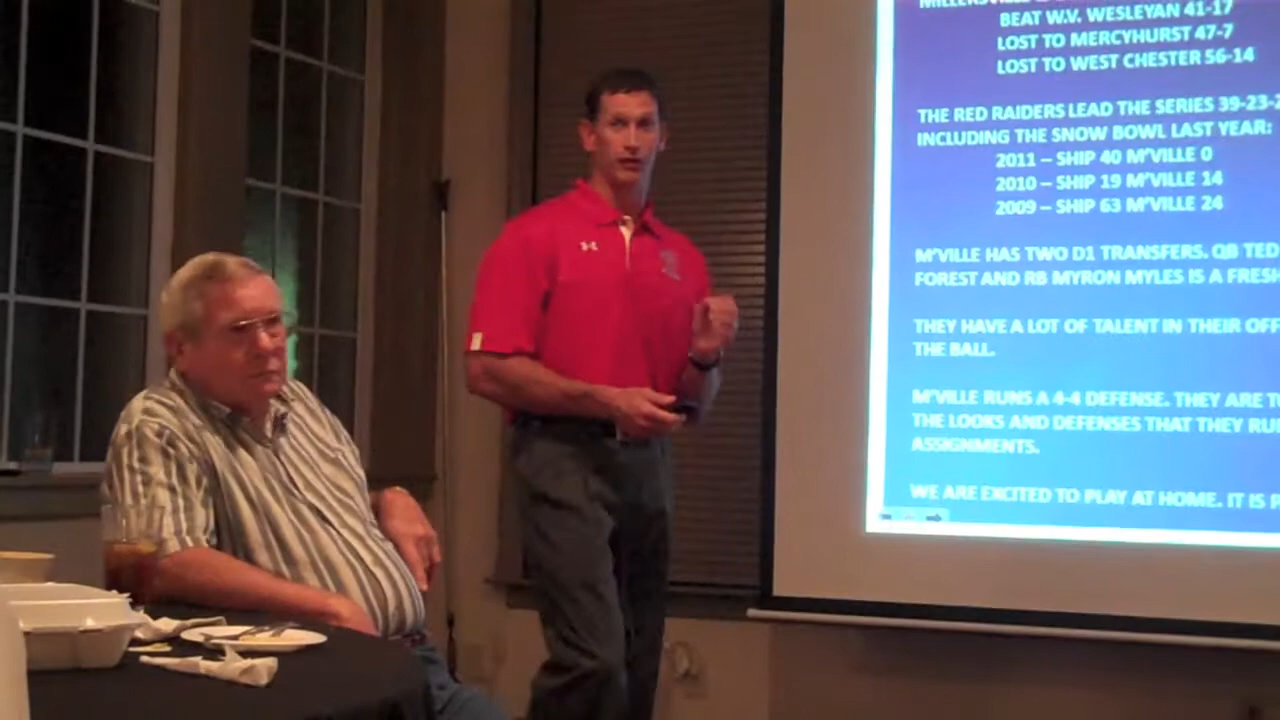 BEAT W.V. WESLEYAN 41-17
LOST TO MERCYHURST 47-7
LOST TO WEST CHESTER 56-14
THE RED RAIDERS LEAD THE SERIES 39-23-
INCLUDING THE SNOW BOWL LAST YEAR:
2011 – SHIP 40 M'VILLE 0
2010 – SHIP 19 M'VILLE 14
2009 – SHIP 63 M'VILLE 24
M'VILLE HAS TWO D1 TRANSFERS. QB TED
FOREST AND RB MYRON MYLES IS A FRESH
THEY HAVE A LOT OF TALENT IN THEIR OFF
THE BALL.
M'VILLE RUNS A 4-4 DEFENSE. THEY ARE
THE LOOKS AND DEFENSES THAT THEY RUN
ASSIGNMENTS.
WE ARE EXCITED TO PLAY AT HOME. IT IS